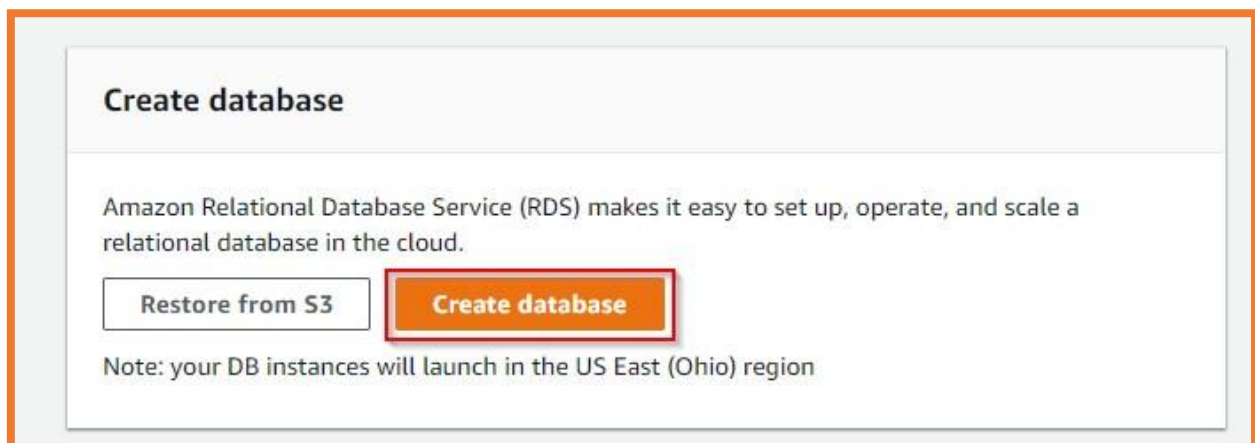 Create database
Amazon Relational Database Service (RDS) makes it easy to set up, operate, and scale a
relational database in the cloud.
Restore from S3 Create database
Note: your DB instances will launch in the US East (Ohio) region